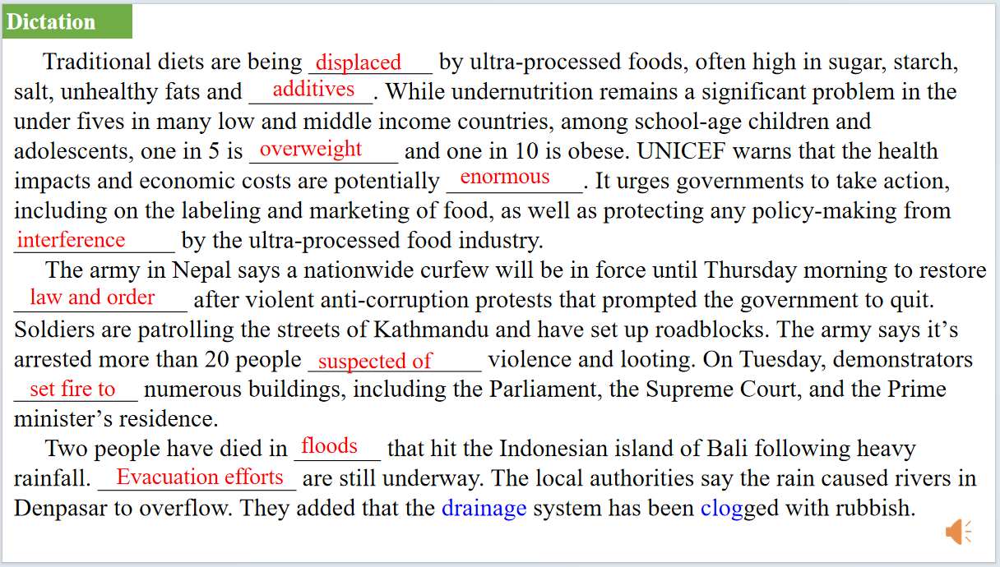 Dictation
Traditional diets are being displaced by ultra-processed foods, often high in sugar, starch,
salt, unhealthy fats and additives. While undernutrition remains a significant problem in the
under fives in many low and middle income countries, among school-age children and
adolescents, one in 5 is overweight and one in 10 is obese. UNICEF warns that the health
impacts and economic costs are potentially enormous. It urges governments to take action,
including on the labeling and marketing of food, as well as protecting any policy-making from
interference by the ultra-processed food industry.
The army in Nepal says a nationwide curfew will be in force until Thursday morning to restore
law and order after violent anti-corruption protests that prompted the government to quit.
Soldiers are patrolling the streets of Kathmandu and have set up roadblocks. The army says it’s
arrested more than 20 people suspected of violence and looting. On Tuesday, demonstrators
set fire to numerous buildings, including the Parliament, the Supreme Court, and the Prime
minister’s residence.
Two people have died in floods that hit the Indonesian island of Bali following heavy
rainfall. Evacuation efforts are still underway. The local authorities say the rain caused rivers in
Denpasar to overflow. They added that the drainage system has been clogged with rubbish.